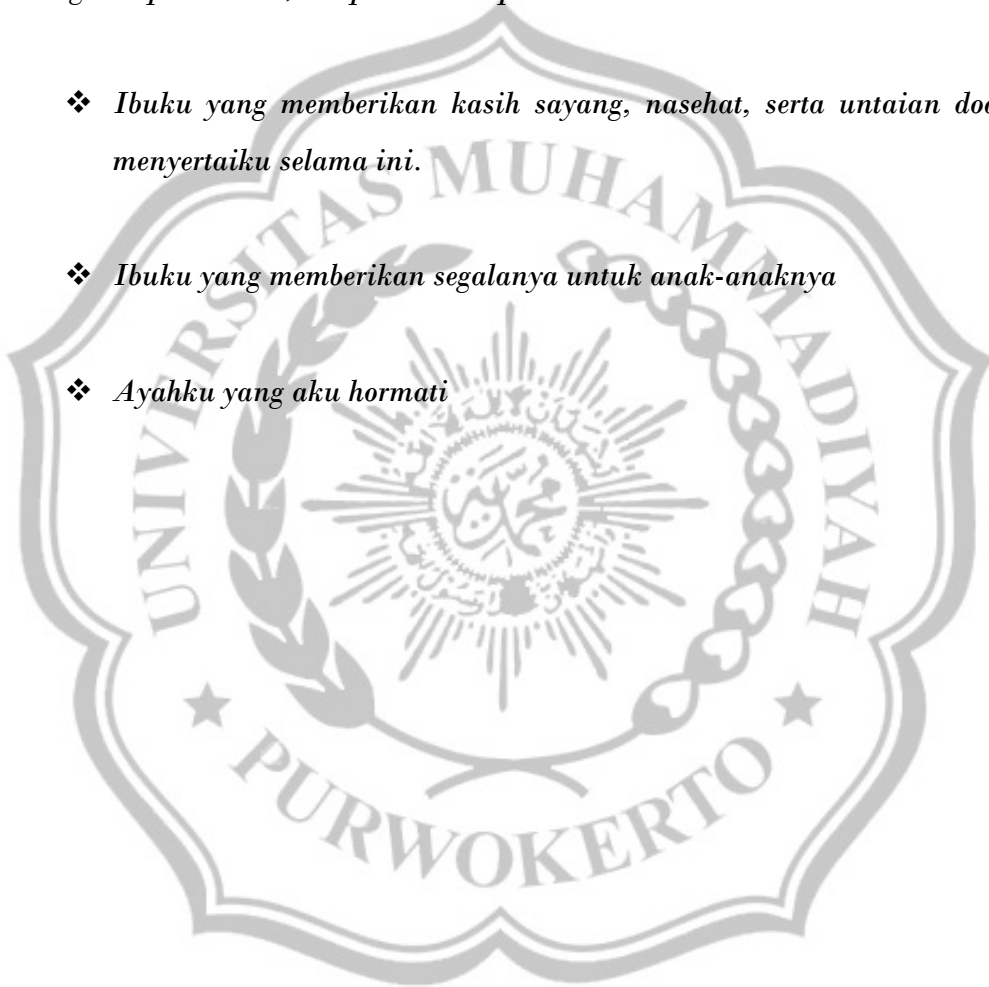 ❖ Ibuku yang memberikan kasih sayang, nasehat, serta untaian
menyertaiku selama ini.
❖ Ibuku yang memberikan segalanya untuk anak-anaknya
❖ Ayahku yang aku hormati
UNIVERSITAS MUHAMMADIYAH
PURWOKERTO